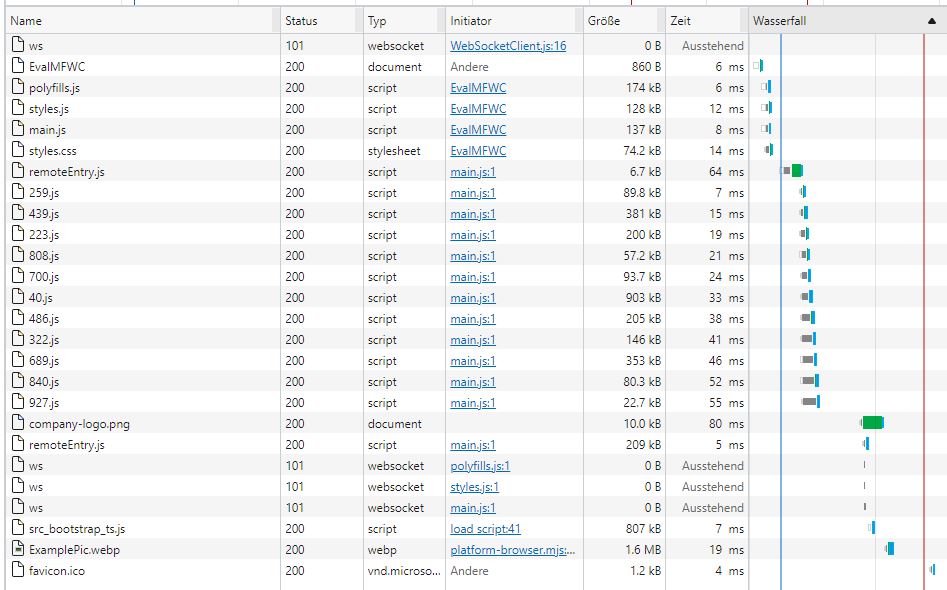 Name Status Typ Initiator Größe Zeit Wasserfall
ws 101 websocket WebSocketClient.js:16 0 B Ausstehend
EvalMFWC 200 document Andere 860 B 6 ms
polyfills.js 200 script EvalMFWC 174 kB 6 ms
styles.js 200 script EvalMFWC 128 kB 12 ms
main.js 200 script EvalMFWC 137 kB 8 ms
styles.css 200 stylesheet EvalMFWC 74.2 kB 14 ms
remoteEntry.js 200 script main.js:1 6.7 kB 64 ms
259.js 200 script main.js:1 89.8 kB 7 ms
439.js 200 script main.js:1 381 kB 15 ms
223.js 200 script main.js:1 200 kB 19 ms
808.js 200 script main.js:1 57.2 kB 21 ms
700.js 200 script main.js:1 93.7 kB 24 ms
40.js 200 script main.js:1 903 kB 33 ms
486.js 200 script main.js:1 205 kB 38 ms
322.js 200 script main.js:1 146 kB 41 ms
689.js 200 script main.js:1 353 kB 46 ms
840.js 200 script main.js:1 80.3 kB 52 ms
927.js 200 script main.js:1 22.7 kB 55 ms
company-logo.png 200 document 10.0 kB 80 ms
remoteEntry.js 200 script main.js:1 209 kB 5 ms
ws 101 websocket polyfills.js:1 0 B Ausstehend
ws 101 websocket styles.js:1 0 B Ausstehend
ws 101 websocket main.js:1 0 B Ausstehend
src_bootstrap_ts.js 200 script load script:41 807 kB 7 ms
ExamplePic.webp 200 webp platform-browser.mjs:... 1.6 MB 19 ms
favicon.ico 200 vnd.microso... Andere 1.2 kB 4 ms